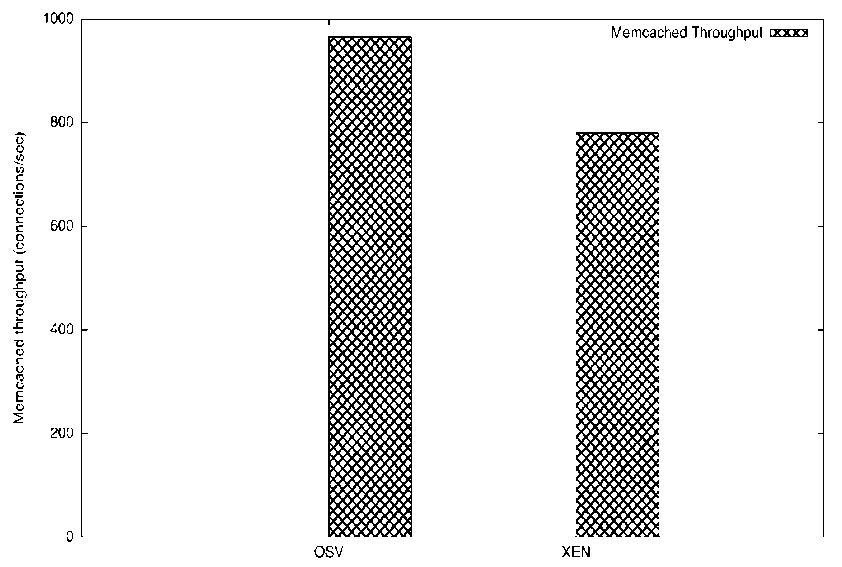 1000
Memcached Throughput
800
600
400
200
0
Memcached throughput (connections/sec)
OSV
XEN